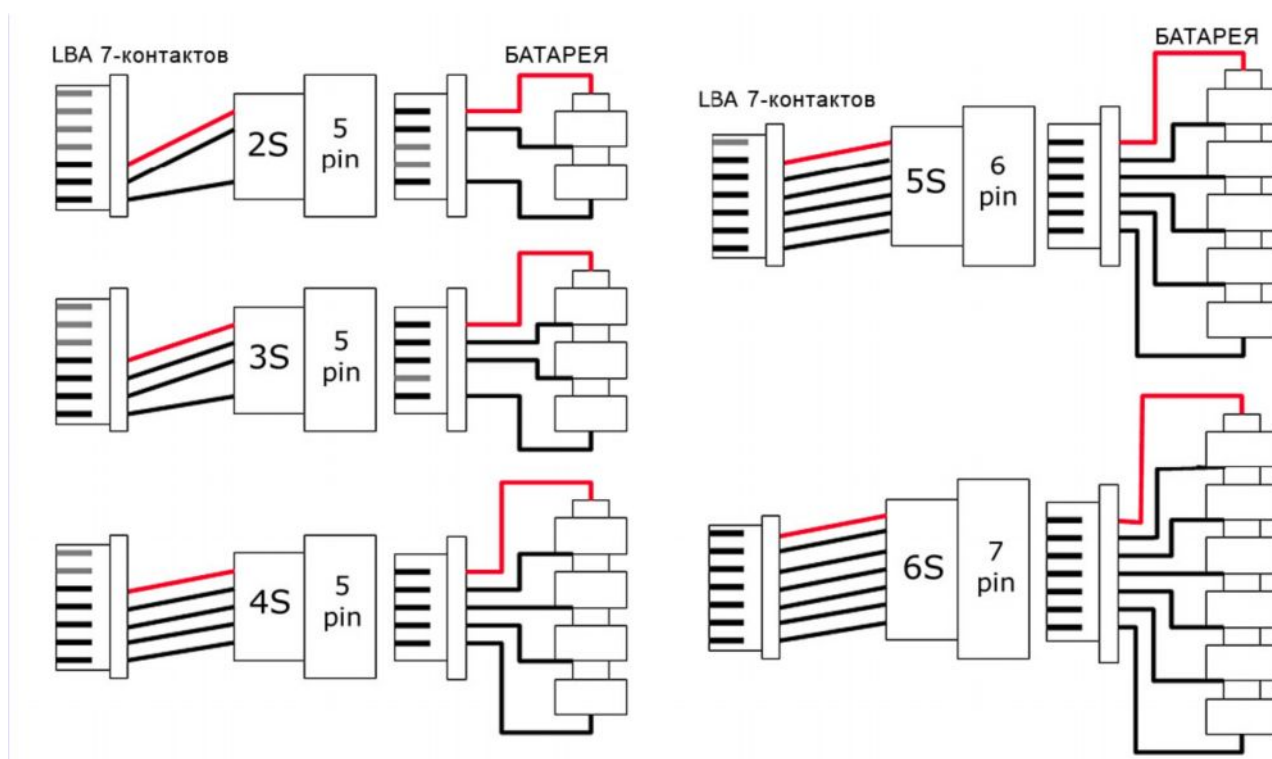 LBA 7-контактов
БАТАРЕЯ
2S
5
pin
3S
5
pin
4S
5
pin
БАТАРЕЯ
LBA 7-контактов
5S
6
pin
6S
7
pin